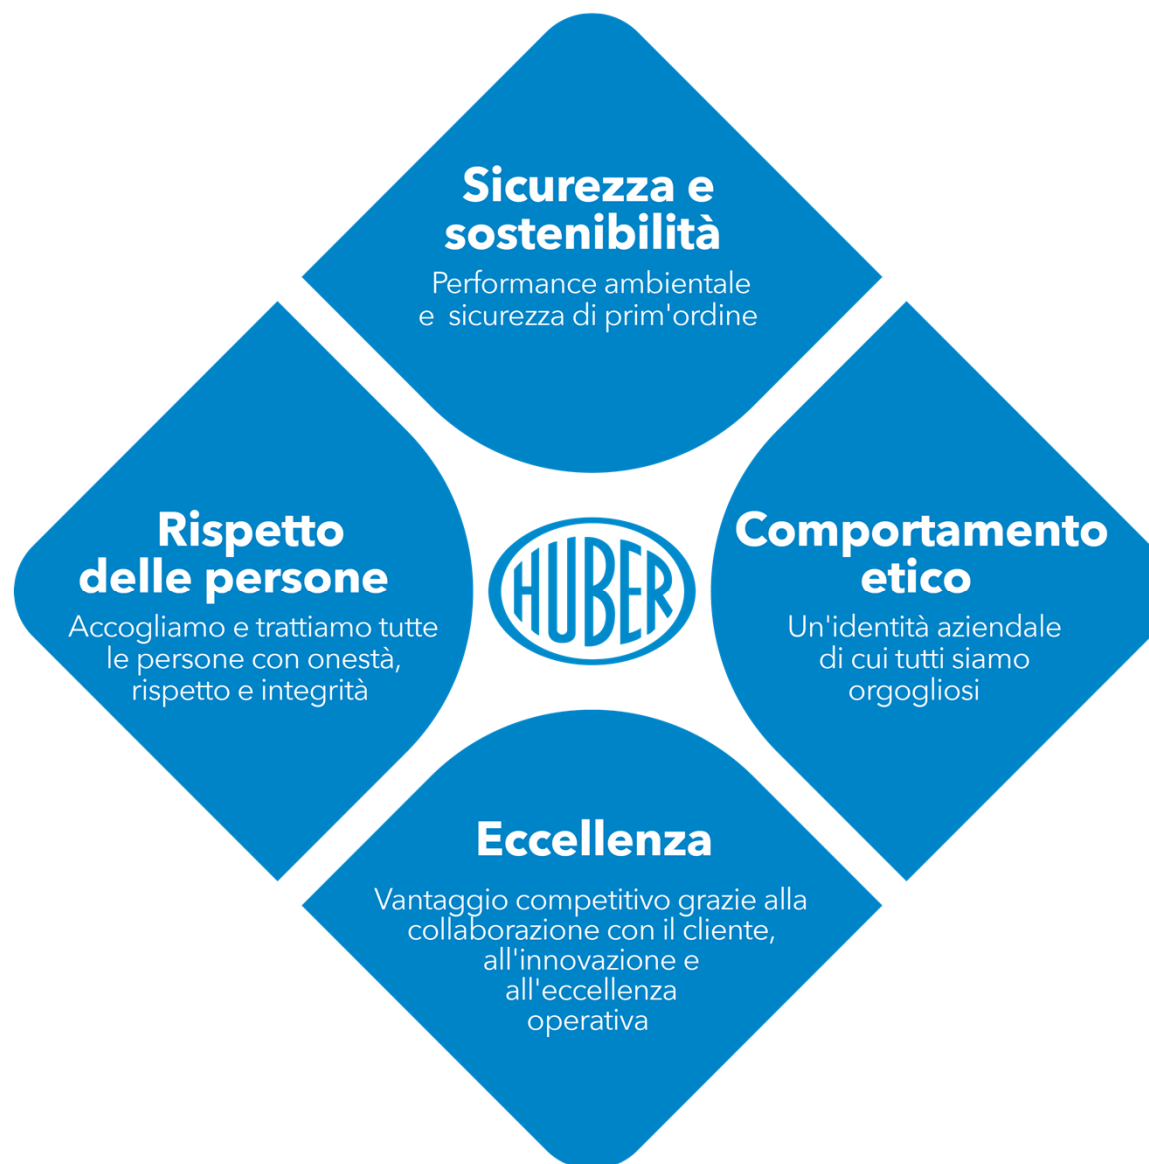 Sicurezza e
sostenibilità
Performance ambientale
e sicurezza di prim'ordine
Rispetto
delle persone
Accogliamo e trattiamo tutte
le persone con onestà,
rispetto e integrità
HUBER
Comportamento
etico
Un'identità aziendale
di cui tutti siamo
orgogliosi
Eccellenza
Vantaggio competitivo grazie alla
collaborazione con il cliente,
all'innovazione e
all'eccellenza
operativa